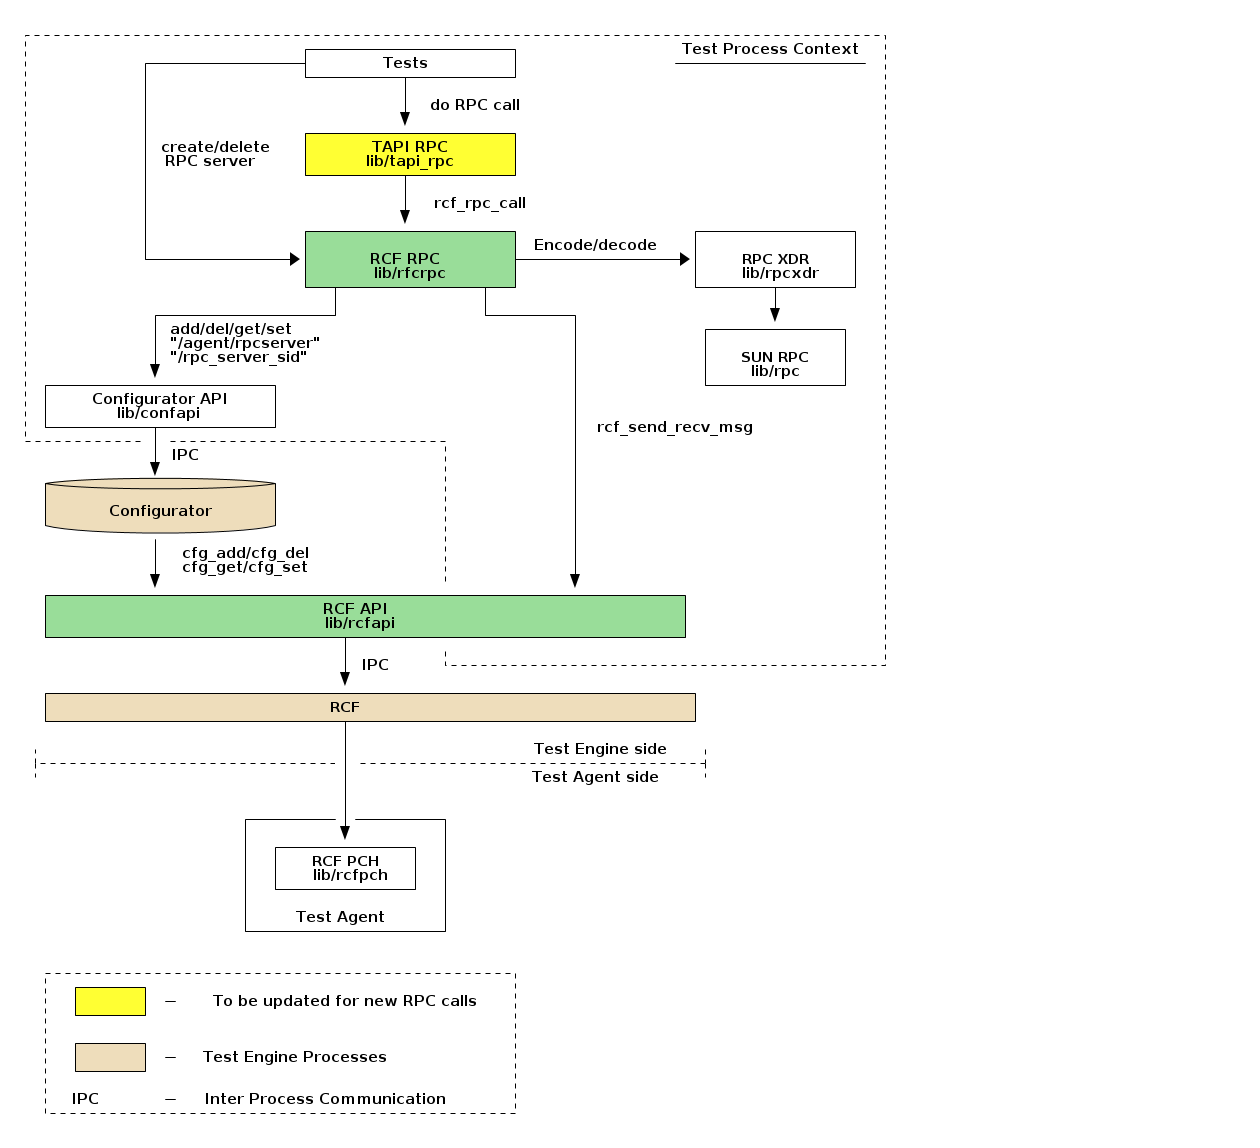 Test Process Context
Tests
do RPC call
create/delete
RPC server
TAPI RPC
lib/tapi_rpc
rcf_rpc_call
Encode/decode
RCF RPC
lib/rfcrpc
RPC XDR
lib/rpcxdr
add/del/get/set
"/agent/rpcserver"
"/rpc_server_sid"
SUN RPC
lib/rpc
Configurator API
lib/confapi
rcf_send_recv_msg
IPC
Configurator
cfg_add/cfg_del
cfg_get/cfg_set
RCF API
lib/rcfapi
IPC
RCF
Test Engine side
Test Agent side
RCF PCH
lib/rcfpch
Test Agent
– To be updated for new RPC calls
– Test Engine Processes
IPC – Inter Process Communication